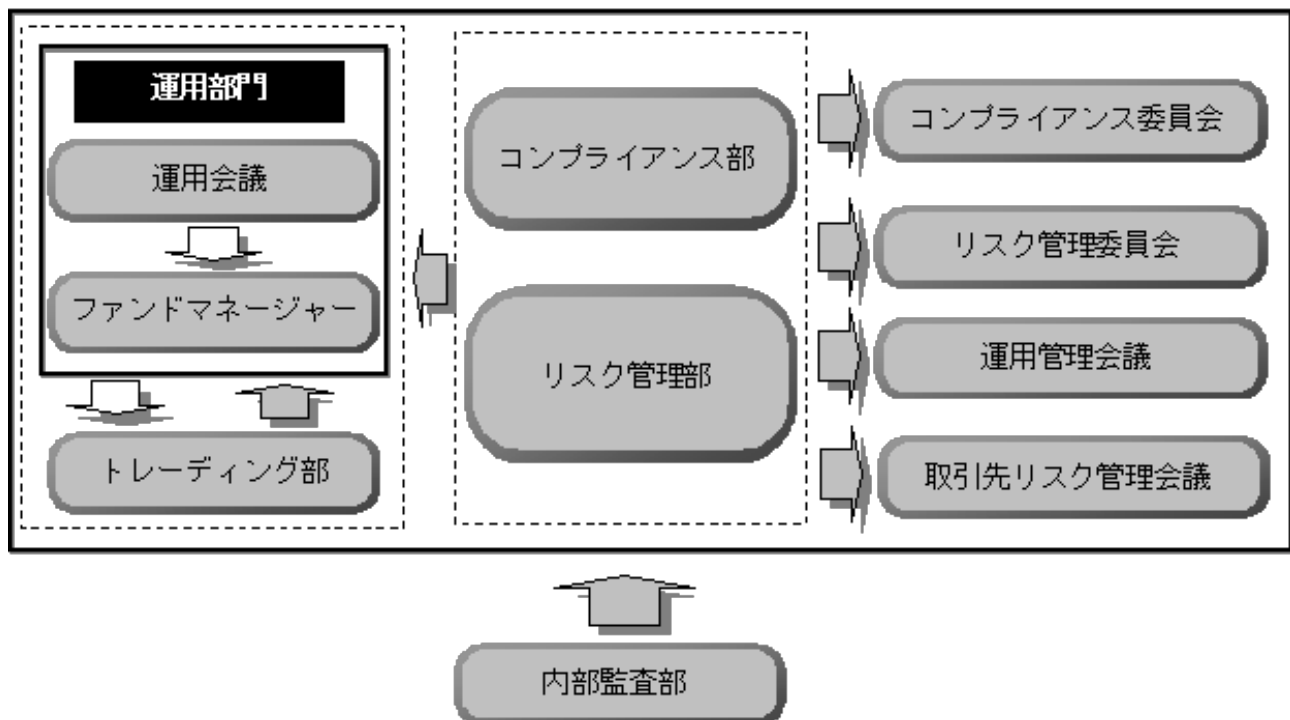 運用部門
運用会議
ファンドマネージャー
トレーディング部
コンプライアンス部
リスク管理部
コンプライアンス委員会
リスク管理委員会
運用管理会議
取引先リスク管理会議
内部監査部